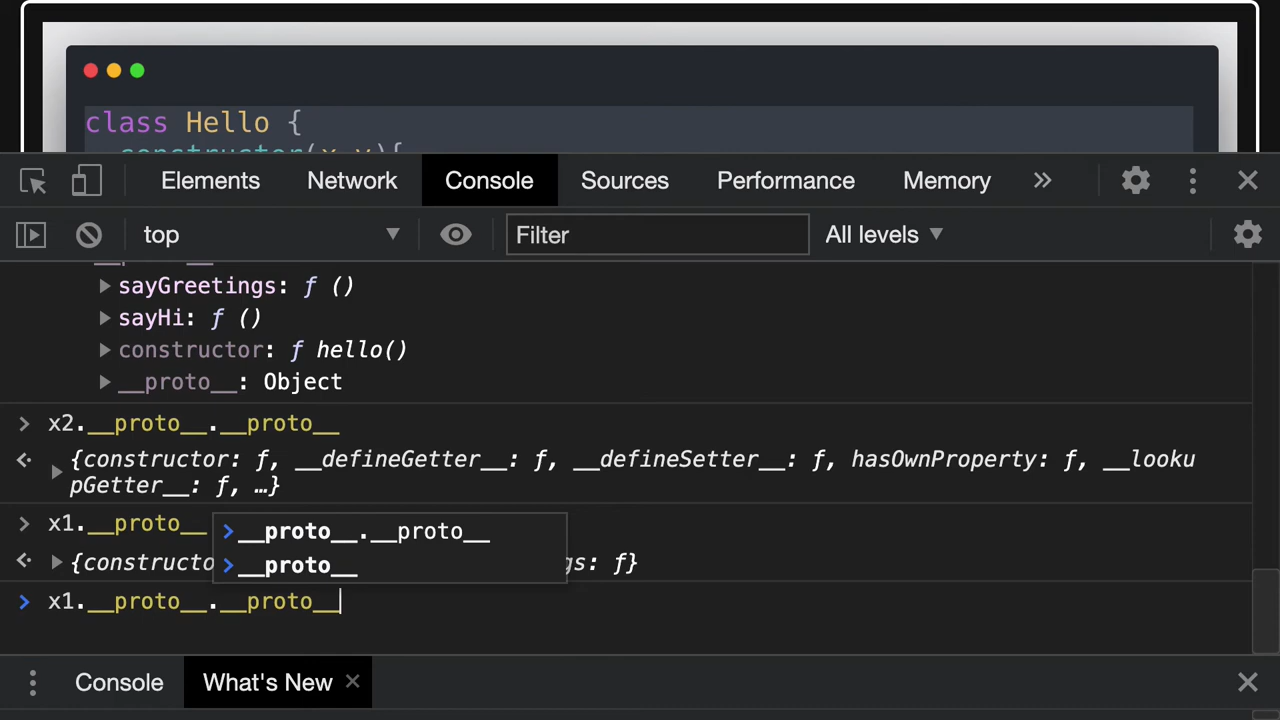 class Hello {
constructor(x,y){
Elements Network Console Sources Performance Memory
top Filter All levels
__proto__
sayGreetings: ƒ ()
sayHi: ƒ ()
constructor: ƒ hello()
__proto__: Object
x2.__proto__.__proto__
{constructor: ƒ, __defineGetter__: ƒ, __defineSetter__: ƒ, hasOwnProperty: ƒ, __looku
pGetter__: ƒ, …}
x1.__proto__
__proto__.__proto__
{constructo
gs: ƒ}
__proto__
x1.__proto__.__proto__
Console What's New